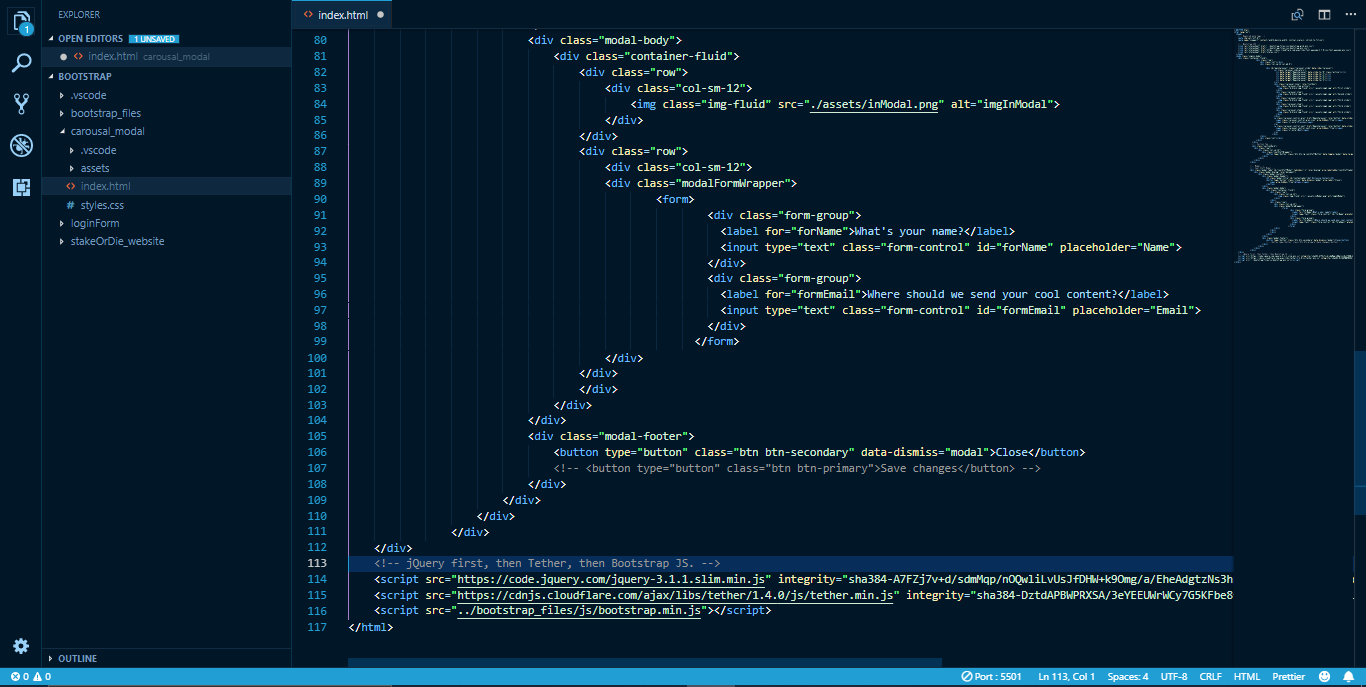 1
EXPLORER
OPEN EDITORS 1 UNSAVED
index.html carousal_modal
BOOTSTRAP
.vscode
bootstrap_files
carousal_modal
.vscode
assets
<> index.html
# styles.css
loginForm
stakeOrDie_website
OUTLINE
<> index.html
80 <div class="modal-body">
81 <div class="container-fluid">
82 <div class="row">
83 <div class="col-sm-12">
84 <img class="img-fluid" src="./assets/inModal.png" alt="imgInModal">
85 </div>
86 </div>
87 <div class="row">
88 <div class="col-sm-12">
89 <div class="modalFormWrapper">
90 <form>
91 <div class="form-group">
92 <label for="forName">What's your name?</label>
93 <input type="text" class="form-control" id="forName" placeholder="Name">
94 </div>
95 <div class="form-group">
96 <label for="formEmail">Where should we send your cool content?</label>
97 <input type="text" class="form-control" id="formEmail" placeholder="Email">
98 </div>
99 </form>
100 </div>
101 </div>
102 </div>
103 </div>
104 </div>
105 <div class="modal-footer">
106 <button type="button" class="btn btn-secondary" data-dismiss="modal">Close</button>
107 <!-- <button type="button" class="btn btn-primary">Save changes</button> -->
108 </div>
109 </div>
110 </div>
111 </div>
112 </div>
113 <!-- jQuery first, then Tether, then Bootstrap JS. -->
114 <script src="https://code.jquery.com/jquery-3.1.1.slim.min.js" integrity="sha384-A7FZj7v+d/sdmMqp/nOQwliLvUsJfDHW+k9Omg/a/EheAdgtzNs3h
115 <script src="https://cdnjs.cloudflare.com/ajax/libs/tether/1.4.0/js/tether.min.js" integrity="sha384-DztdAPBWPRXSA/3eYEEUWrWCy7G5KFbe8
116 <script src="../bootstrap_files/js/bootstrap.min.js"></script>
117 </html>
0 0 Port : 5501 Ln 113, Col 1 Spaces: 4 UTF-8 CRLF HTML Prettier